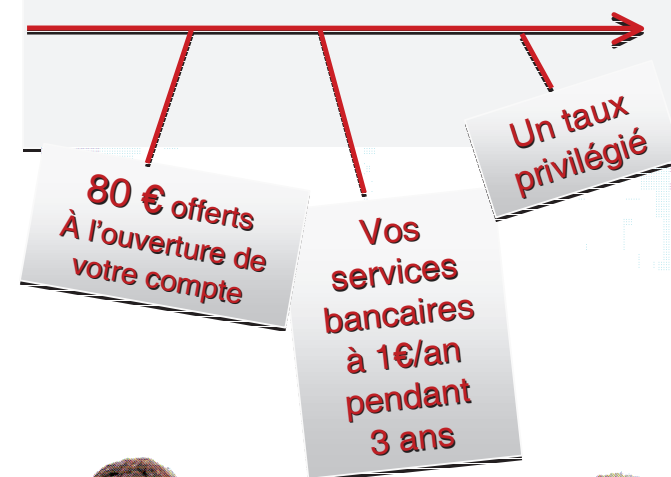 80 € offerts
À l'ouverture de
votre compte
Vos
services
bancaires
à 1€/an
pendant
3 ans
Un taux
privilégié